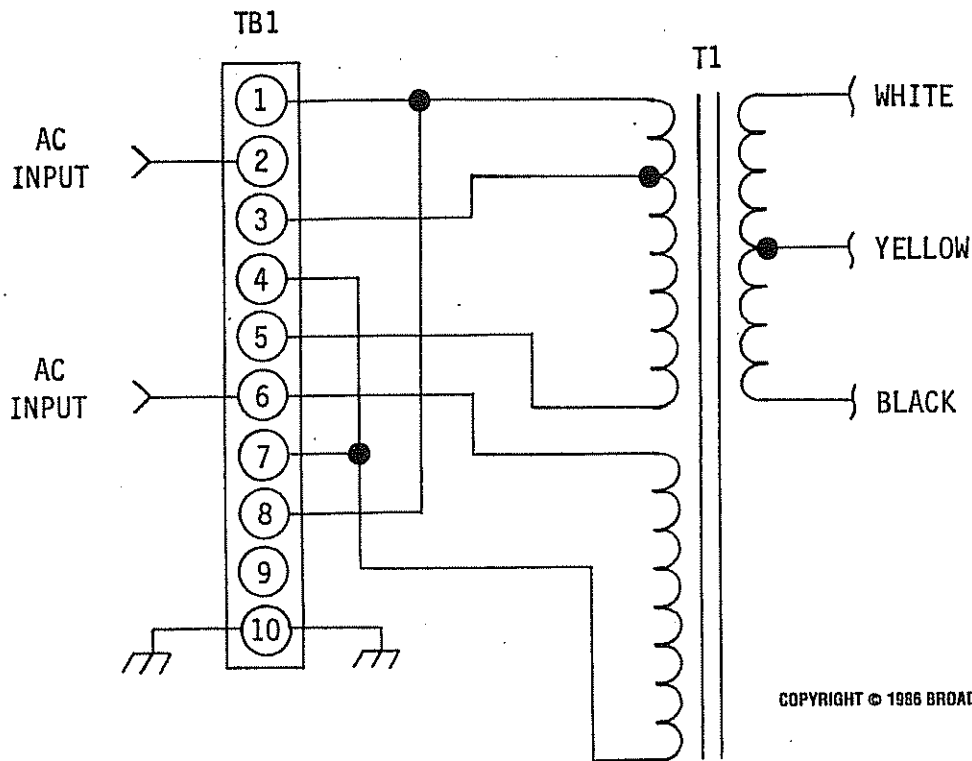 TB1
T1
1
WHITE
AC
INPUT
2
3
YELLOW
4
5
AC
INPUT
6
BLACK
7
8
9
10
COPYRIGHT © 1986 BROAD